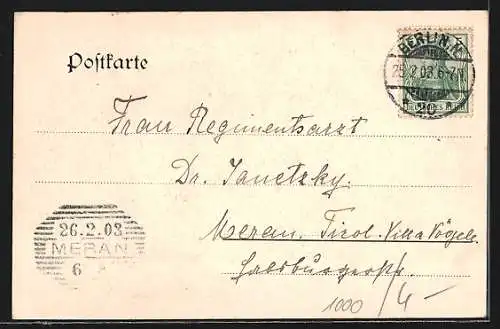 Postkarte
BERLIN. N.
25.2 03.6-7N.
Frau Regimentsarzt
Dr. Janetzky.
Meran. Tirol. Villa Vögele
26.2.03
MERAN
6
1000 /4-